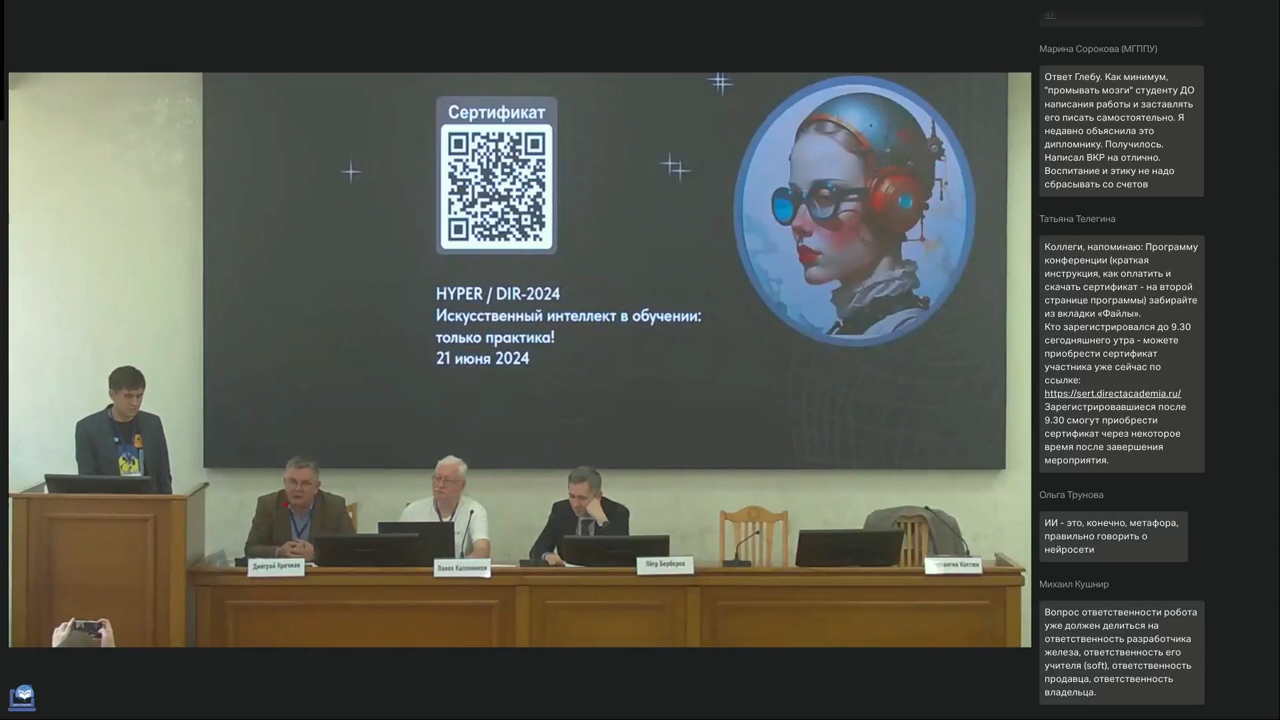 Сертификат
HYPER / DIR-2024
Искусственный интеллект в обучении:
только практика!
21 июня 2024
Дмитрий Кречман
Павел Калленников
Пётр Берберка
4F
Марина Сорокова (МГППУ)
Ответ Глебу. Как минимум,
"промывать мозги" студенту ДО
написания работы и заставлять
его писать самостоятельно. Я
недавно объяснила это
дипломнику. Получилось.
Написал ВКР на отлично.
Воспитание и этику не надо
сбрасывать со счетов
Татьяна Телегина
Коллеги, напоминаю: Программу
конференции (краткая
инструкция, как оплатить и
скачать сертификат - на второй
странице программы) забирайте
из вкладки «Файлы».
Кто зарегистрировался до 9.30
сегодняшнего утра - можете
приобрести сертификат
участника уже сейчас по
ссылке:
https://sert.directacademia.ru/
Зарегистрировавшиеся после
9.30 смогут приобрести
сертификат через некоторое
время после завершения
мероприятия.
Ольга Трунова
ИИ - это, конечно, метафора,
правильно говорить о
нейросети
Михаил Кушнир
Вопрос ответственности робота
уже должен делиться на
ответственность разработчика
железа, ответственность его
учителя (soft), ответственность
продавца, ответственность
владельца.